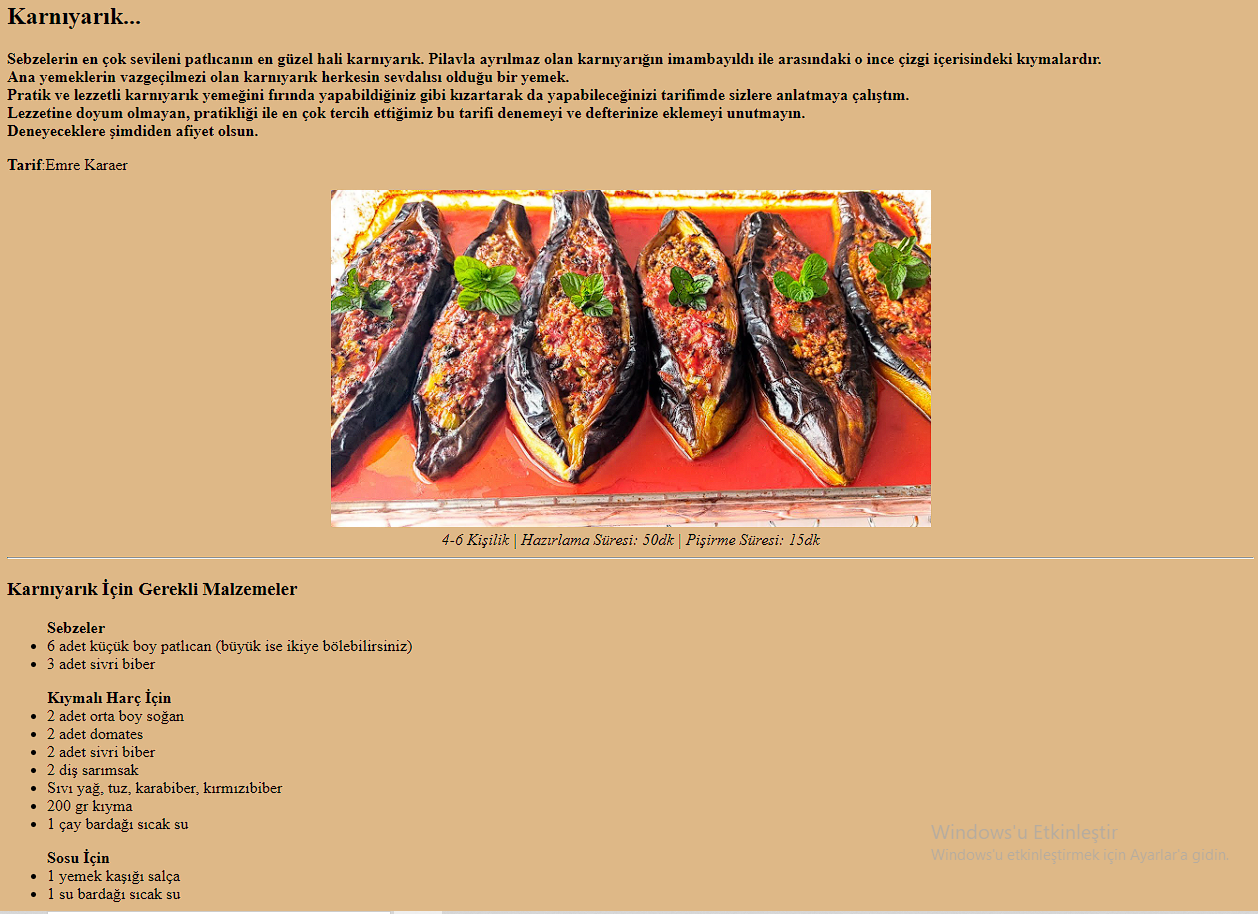 Karnıyarık...
Sebzelerin en çok sevileni patlıcanın en güzel hali karnıyarık. Pilavla ayrılmaz olan karnıyarığın imambayıldı ile arasındaki o ince çizgi içerisindeki kıymalardır.
Ana yemeklerin vazgeçilmezi olan karnıyarık herkesin sevdalısı olduğu bir yemek.
Pratik ve lezzetli karnıyarık yemeğini fırında yapabildiğiniz gibi kızartarak da yapabileceğinizi tarifimde sizlere anlatmaya çalıştım.
Lezzetine doyum olmayan, pratikliği ile en çok tercih ettiğimiz bu tarifi denemeyi ve defterinize eklemeyi unutmayın.
Deneyeceklere şimdiden afiyet olsun.
Tarif:Emre Karaer
4-6 Kişilik | Hazırlama Süresi: 50dk | Pişirme Süresi: 15dk
Karnıyarık İçin Gerekli Malzemeler
Sebzeler
• 6 adet küçük boy patlıcan (büyük ise ikiye bölebilirsiniz)
• 3 adet sivri biber
Kıymalı Harç İçin
• 2 adet orta boy soğan
• 2 adet domates
• 2 adet sivri biber
• 2 diş sarımsak
• Sıvı yağ, tuz, karabiber, kırmızıbiber
• 200 gr kıyma
• 1 çay bardağı sıcak su
Sosu İçin
• 1 yemek kaşığı salça
• 1 su bardağı sıcak su
Windows'u Etkinleştir
Windows'u etkinleştirmek için Ayarlar'a gidin.